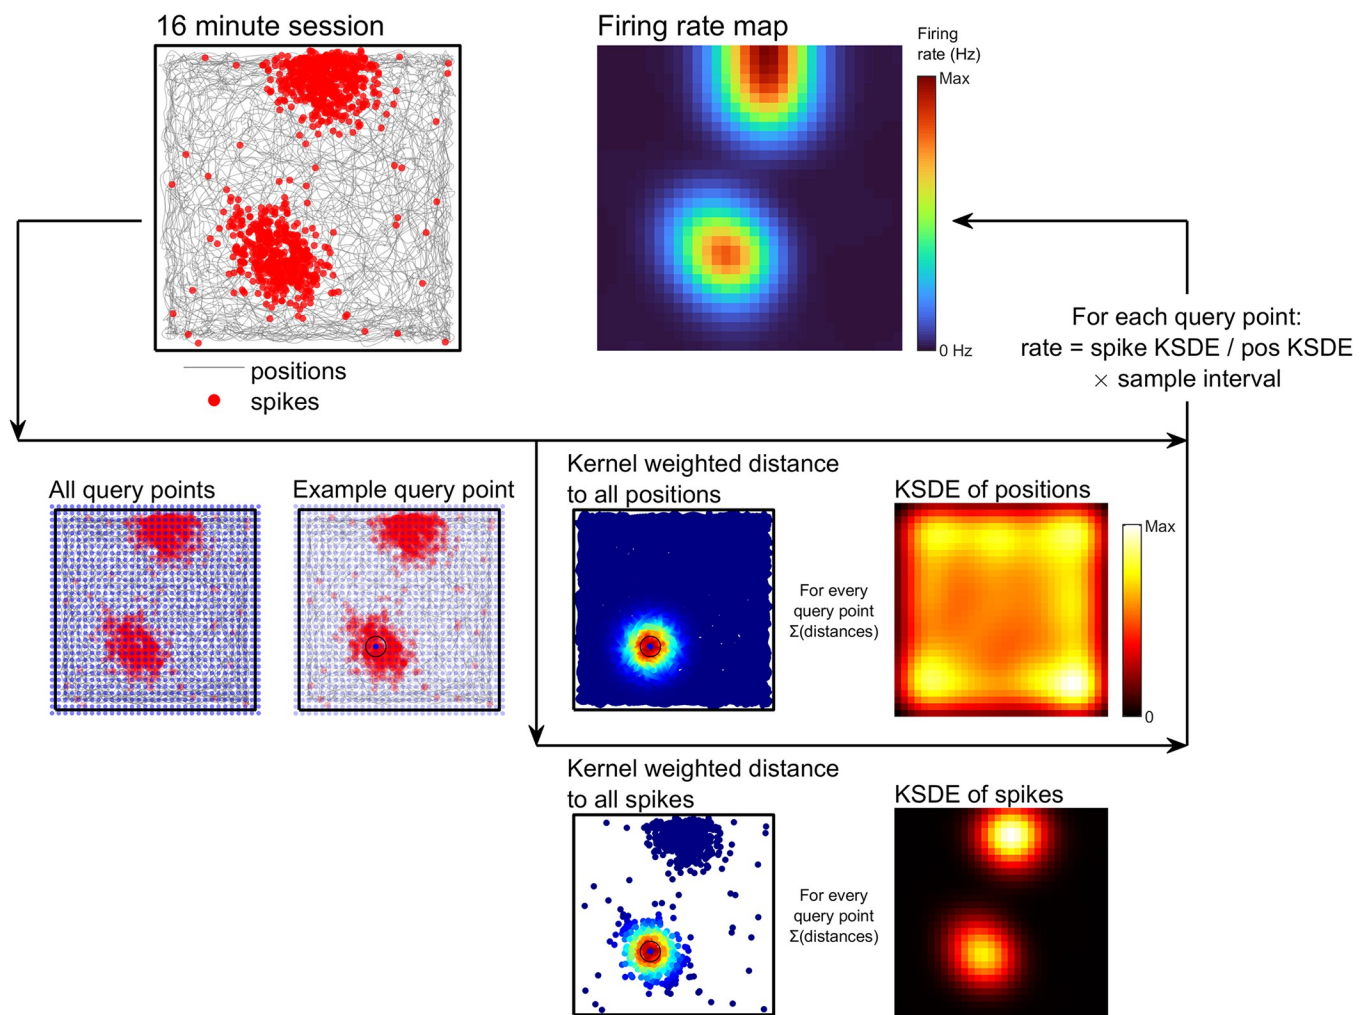 16 minute session
Firing rate map
Firing
rate (Hz)
Max
0 Hz
positions
spikes
For each query point:
rate = spike KSDE / pos KSDE
× sample interval
All query points
Example query point
Kernel weighted distance
to all positions
For every
query point
Σ(distances)
KSDE of positions
Max
0
Kernel weighted distance
to all spikes
For every
query point
Σ(distances)
KSDE of spikes